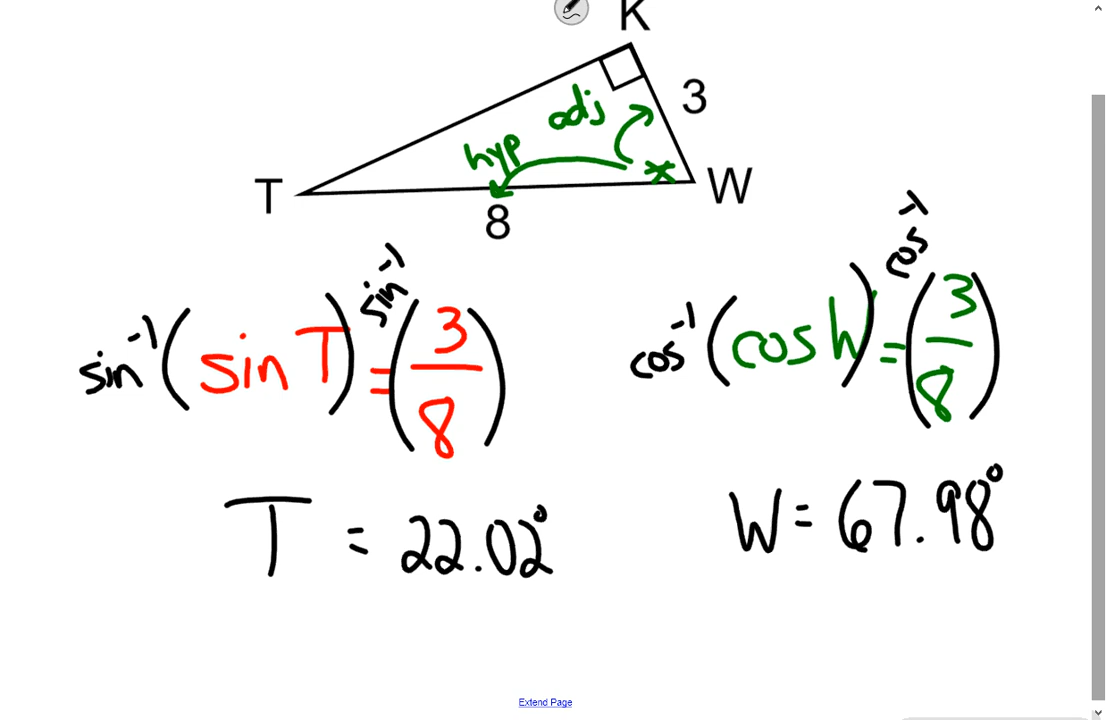 K
3
adj
hyp
T
W
8
sin⁻¹(sin T) = sin⁻¹(3/8)
cos⁻¹(cos W) = cos⁻¹(3/8)
T = 22.02°
W = 67.98°
Extend Page